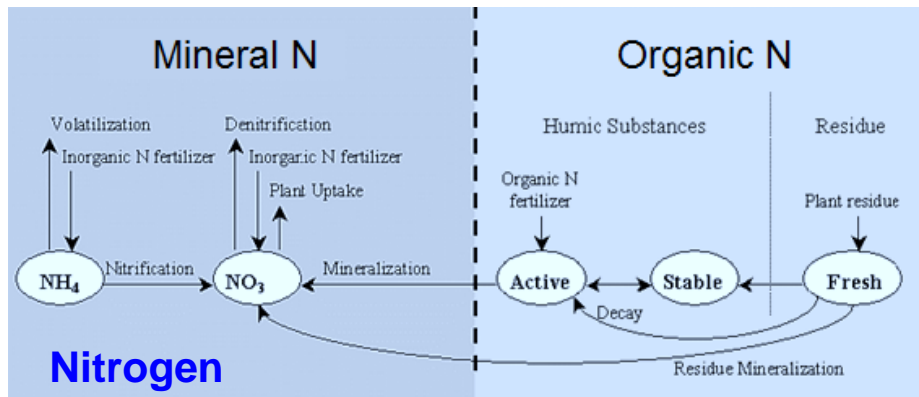 Mineral N
Organic N
Volatilization
Denitrification
Humic Substances
Residue
Inorganic N fertilizer
Inorganic N fertilizer
Plant Uptake
Organic N
fertilizer
Plant residue
NH4
Nitrification
NO3
Mineralization
Active
Stable
Fresh
Decay
Residue Mineralization
Nitrogen